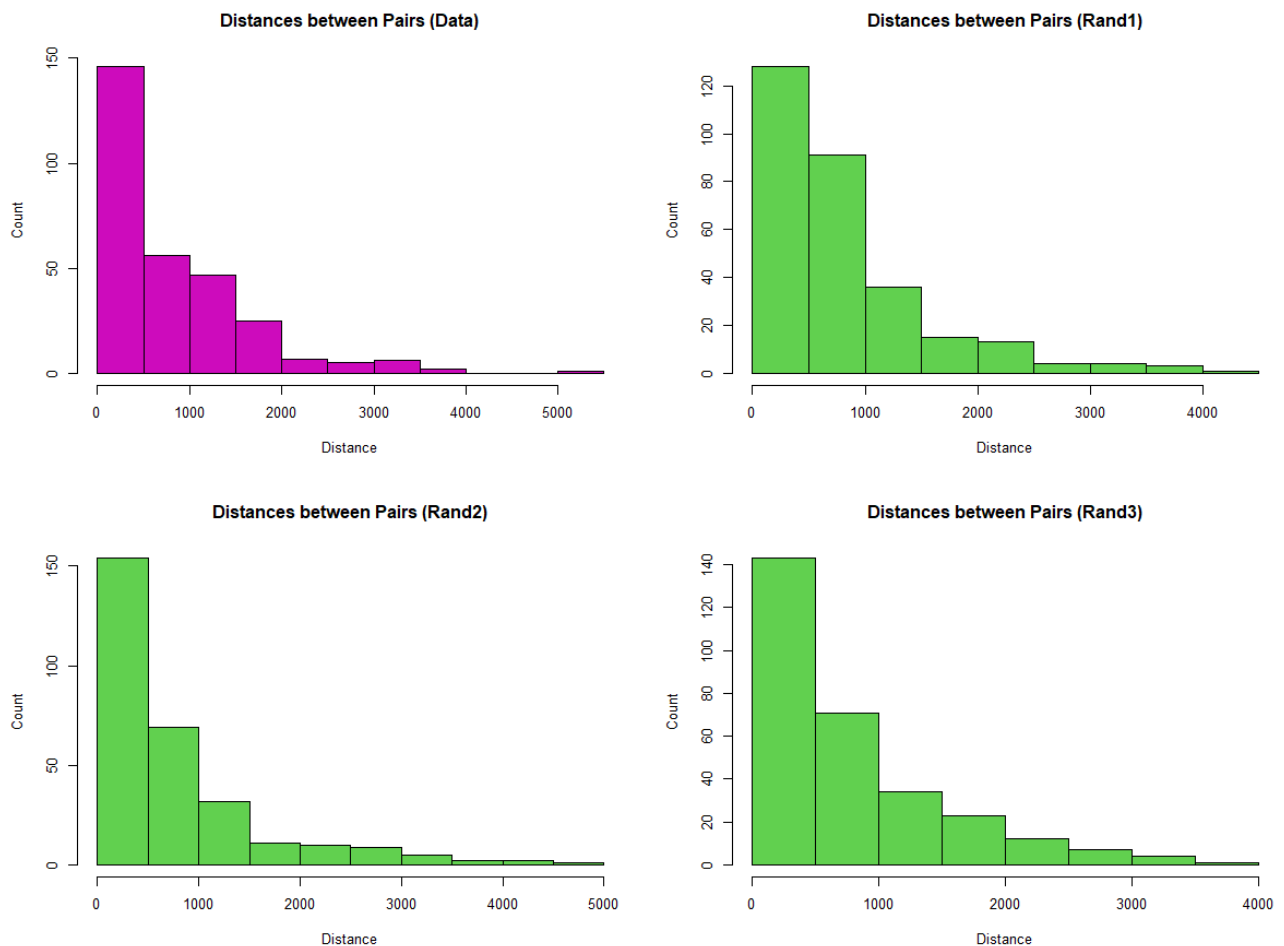 Distances between Pairs (Data)
Count
0 50 100 150
0 1000 2000 3000 4000 5000
Distance
Distances between Pairs (Rand1)
Count
0 20 40 60 80 100 120
0 1000 2000 3000 4000
Distance
Distances between Pairs (Rand2)
Count
0 50 100 150
0 1000 2000 3000 4000 5000
Distance
Distances between Pairs (Rand3)
Count
0 20 40 60 80 100 120 140
0 1000 2000 3000 4000
Distance